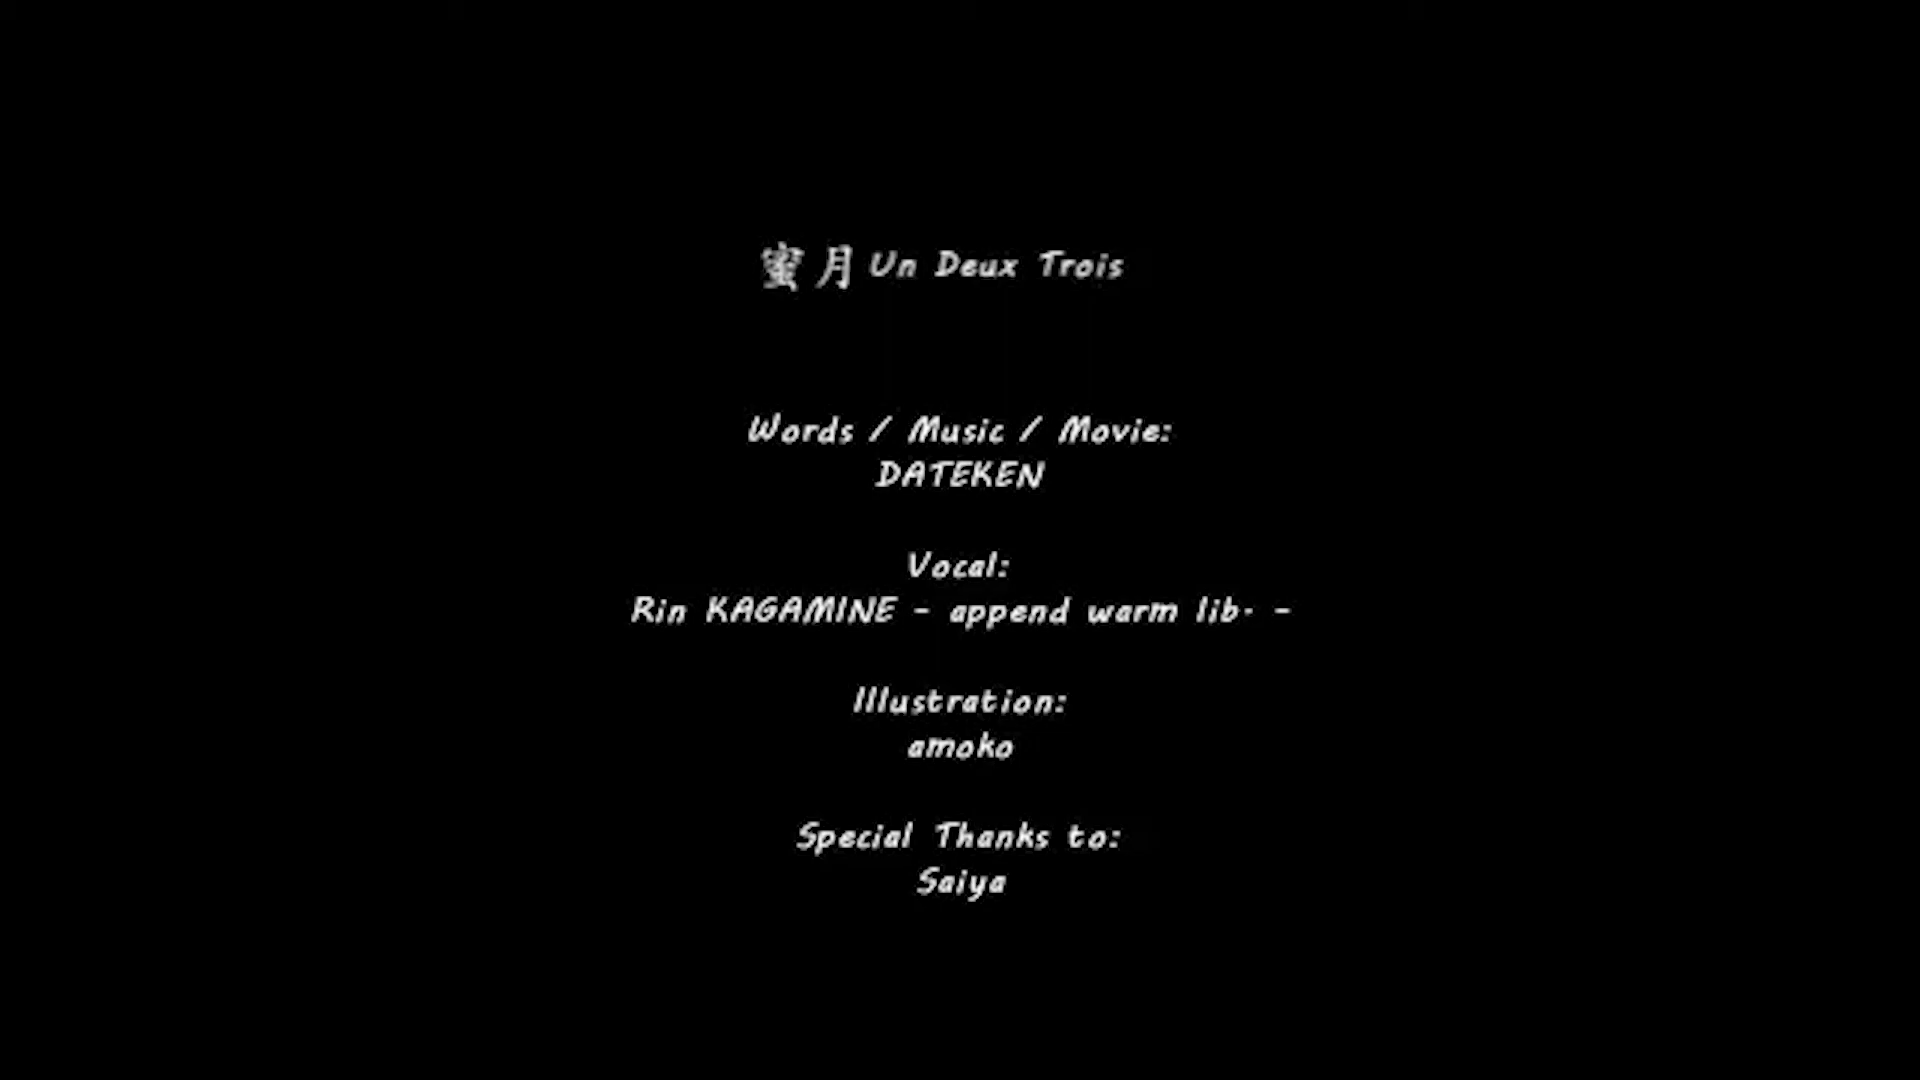 蜜月 Un Deux Trois
Words / Music / Movie:
DATEKEN
Vocal:
Rin KAGAMINE - append warm lib. -
Illustration:
amoko
Special Thanks to:
Saiya